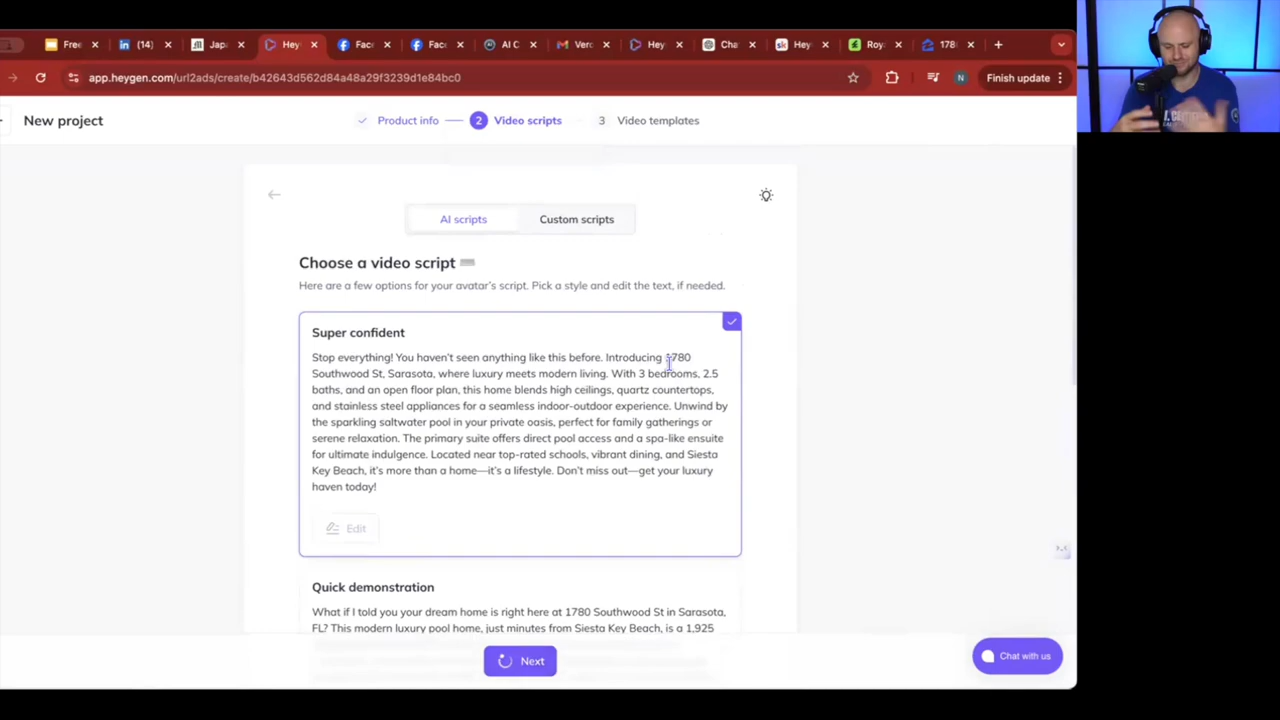 Free
(14)
Japa
Hey
Face
Face
AI C
Verc
Hey
Cha
Hey
Roya
178
app.heygen.com/url2ads/create/b42643d562d84a48a29f3239d1e84bc0
N
Finish update
New project
Product info
2 Video scripts
3 Video templates
AI scripts
Custom scripts
Choose a video script
Here are a few options for your avatar's script. Pick a style and edit the text, if needed.
Super confident
Stop everything! You haven't seen anything like this before. Introducing 1780
Southwood St, Sarasota, where luxury meets modern living. With 3 bedrooms, 2.5
baths, and an open floor plan, this home blends high ceilings, quartz countertops,
and stainless steel appliances for a seamless indoor-outdoor experience. Unwind by
the sparkling saltwater pool in your private oasis, perfect for family gatherings or
serene relaxation. The primary suite offers direct pool access and a spa-like ensuite
for ultimate indulgence. Located near top-rated schools, vibrant dining, and Siesta
Key Beach, it's more than a home—it's a lifestyle. Don't miss out—get your luxury
haven today!
Edit
Quick demonstration
What if I told you your dream home is right here at 1780 Southwood St in Sarasota,
FL? This modern luxury pool home, just minutes from Siesta Key Beach, is a 1,925
Next
Chat with us